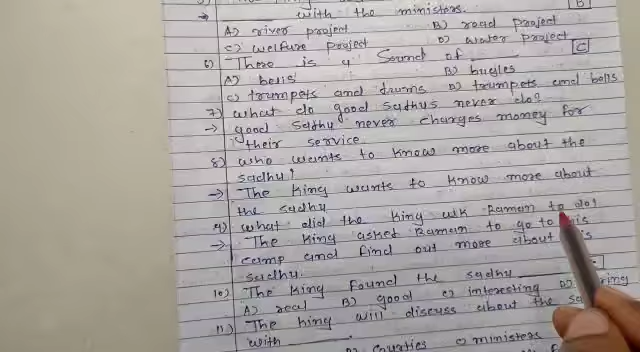 with the ministers. B
A) river project B) road project
C) welfare project D) water project
6) There is a sound of ______ C
A) bells B) bugles
C) trumpets and drums D) trumpets and bells
7) what do good sadhus never do?
→ good sadhu never charges money for
their service.
8) who wants to know more about the
sadhu?
→ The king wants to know more about
the sadhu
9) what did the king ask Raman to do?
→ The king asked Raman to go to his
camp and find out more about his
sadhu.
10) The king found the sadhu ______
A) real B) good C) interesting D)
11) The king will discuss about the
with ______.
C) ministers